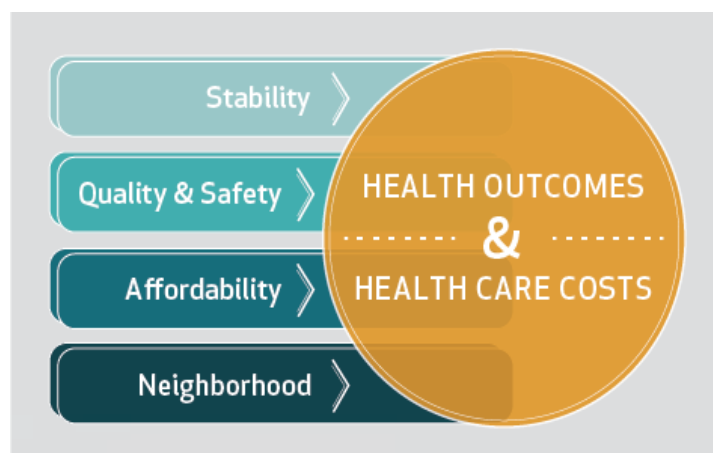 Stability
Quality & Safety
Affordability
Neighborhood
HEALTH OUTCOMES
&
HEALTH CARE COSTS